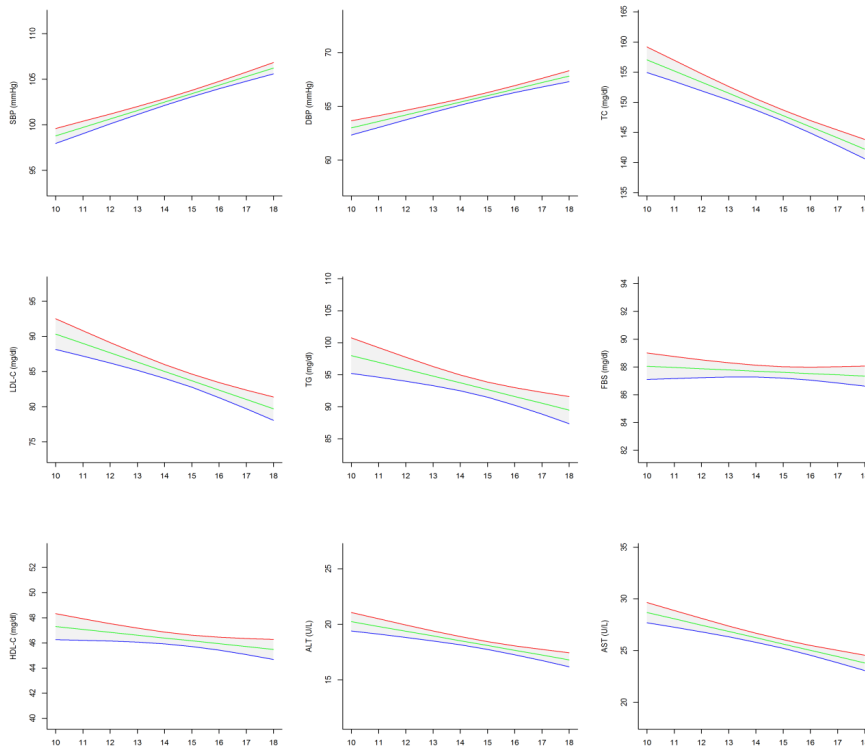 SBP (mmHg)
95 100 105 110
10 11 12 13 14 15 16 17 18
DBP (mmHg)
60 65 70
10 11 12 13 14 15 16 17 18
TC (mg/dl)
135 140 145 150 155 160 165
10 11 12 13 14 15 16 17
LDL-C (mg/dl)
75 80 85 90 95
10 11 12 13 14 15 16 17 18
TG (mg/dl)
85 90 95 100 105 110
10 11 12 13 14 15 16 17 18
FBS (mg/dl)
82 84 86 88 90 92 94
10 11 12 13 14 15 16 17
HDL-C (mg/dl)
40 42 44 46 48 50 52
10 11 12 13 14 15 16 17 18
ALT (U/L)
15 20 25
10 11 12 13 14 15 16 17 18
AST (U/L)
20 25 30 35
10 11 12 13 14 15 16 17